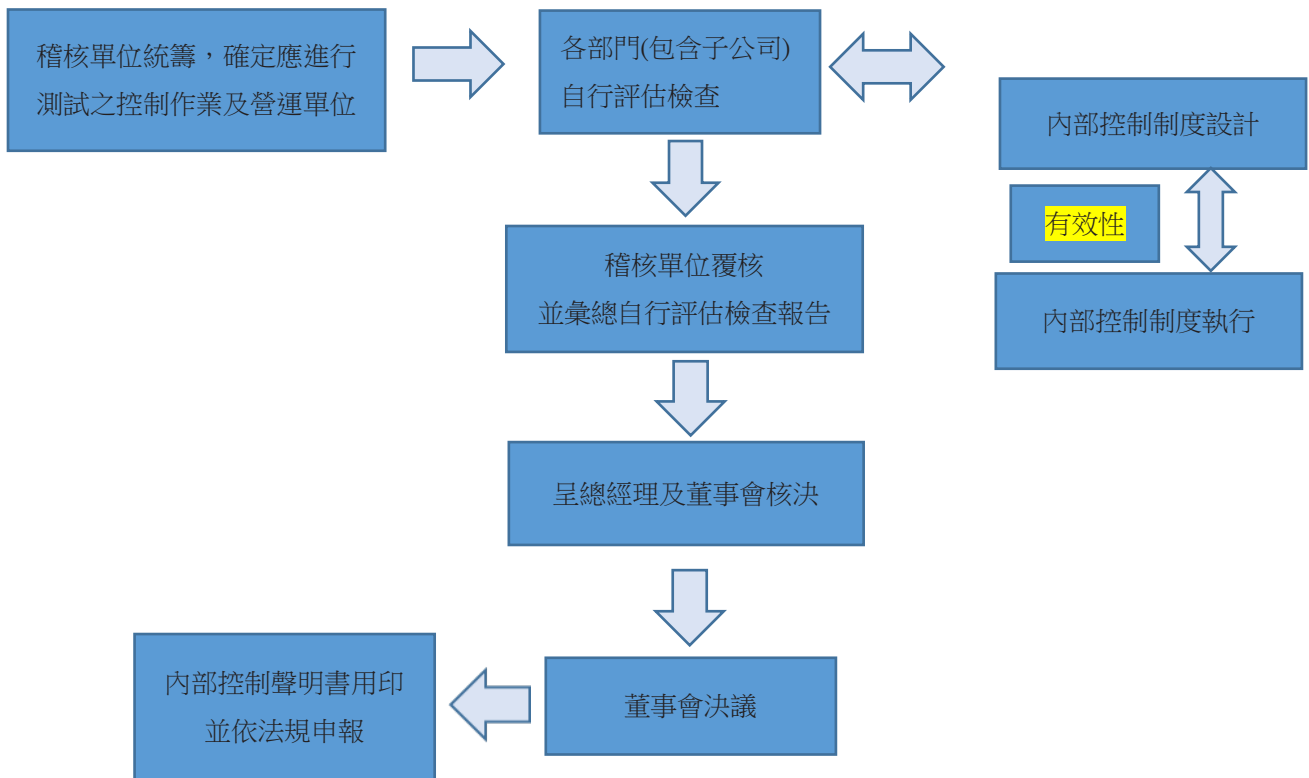 稽核單位統籌，確定應進行
測試之控制作業及營運單位
各部門(包含子公司)
自行評估檢查
內部控制制度設計
有效性
內部控制制度執行
稽核單位覆核
並彙總自行評估檢查報告
呈總經理及董事會核決
董事會決議
內部控制聲明書用印
並依法規申報